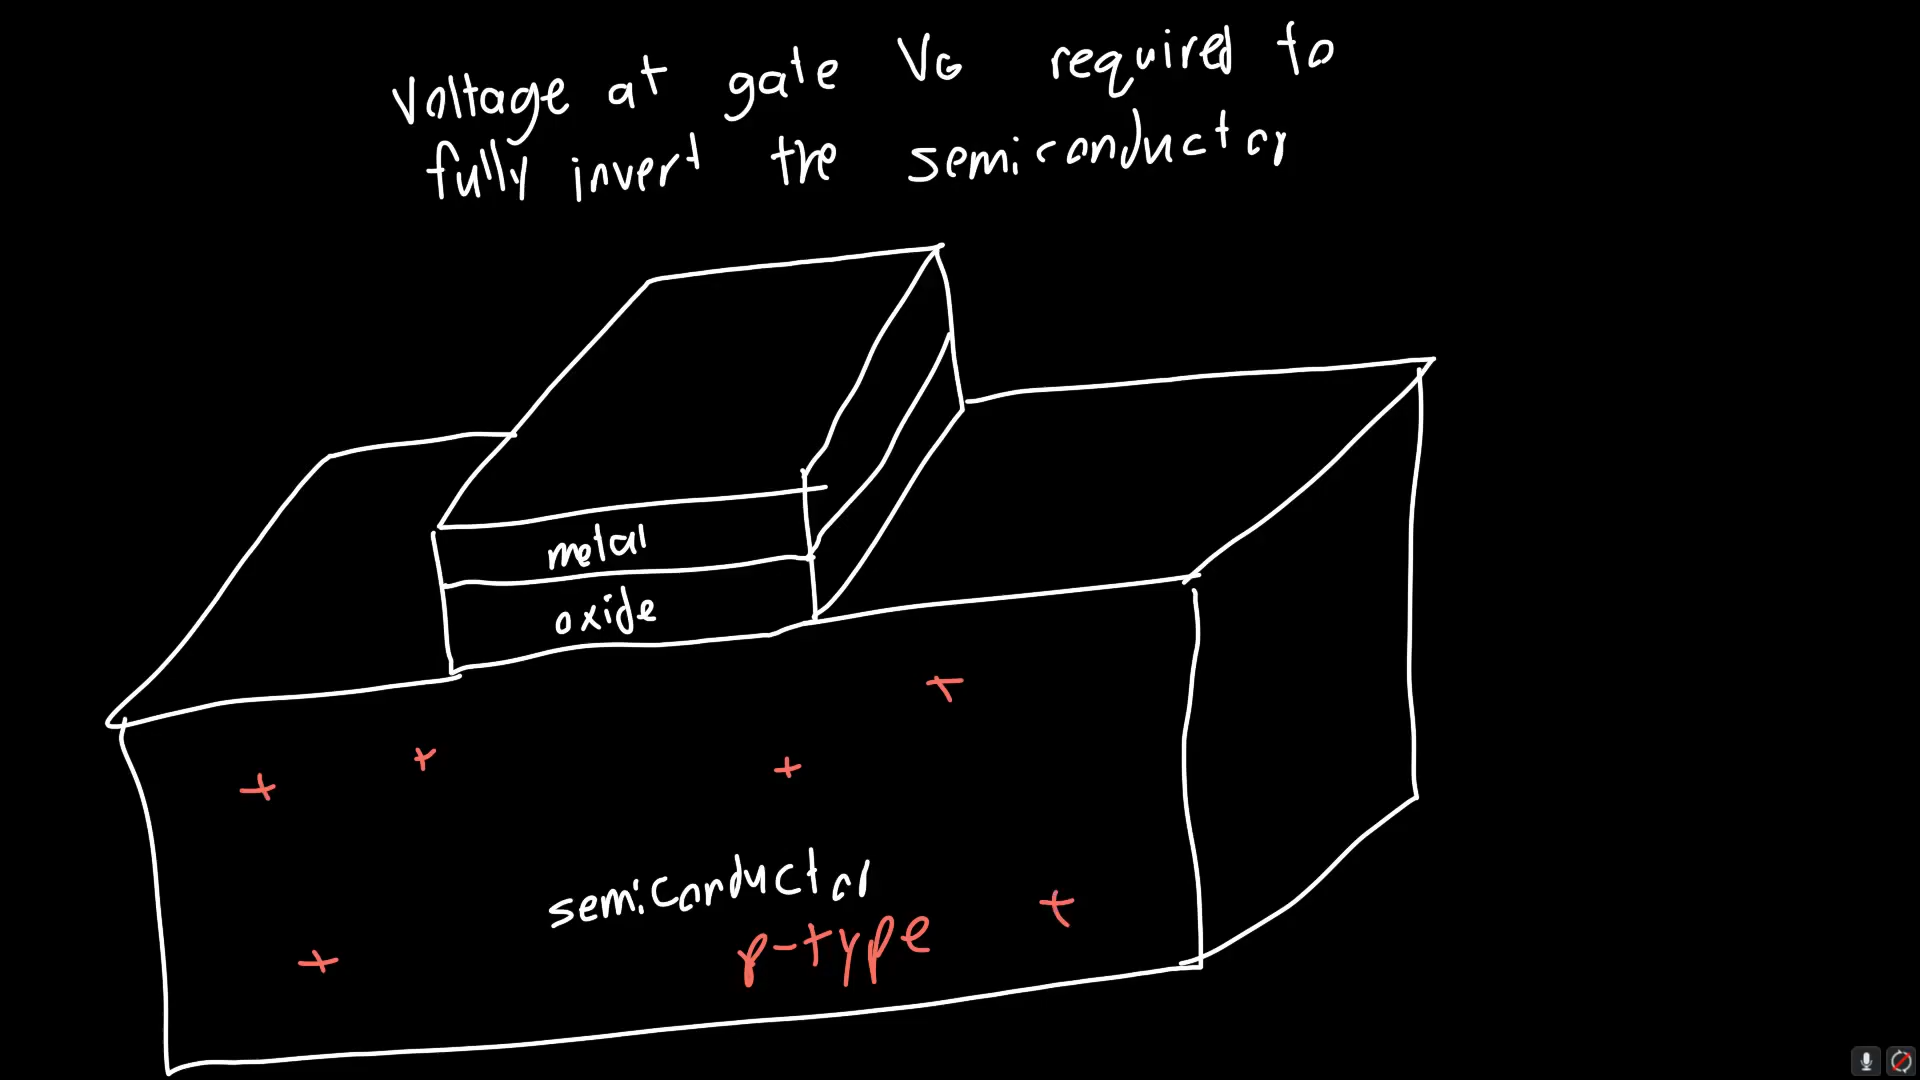 Voltage at gate VG required to
fully invert the semiconductor
metal
oxide
semiconductor
p-type